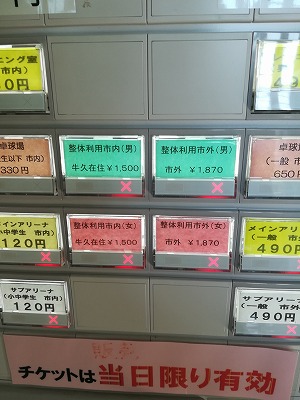 ニング室
市内)
0円
卓球場
生以下 市内)
330円
整体利用市内(男)
牛久在住 ¥1,500
整体利用市外(男)
市外 ¥1,870
卓球場
(一般 市
650円
メインアリーナ
小中学生 市内)
120円
整体利用市内(女)
牛久在住 ¥1,500
整体利用市外(女)
市外 ¥1,870
メインアリーナ
(一般 市外
490円
サブアリーナ
(小中学生 市内)
120円
サブアリーナ
(一般 市外
490円
販売
チケットは当日限り有効